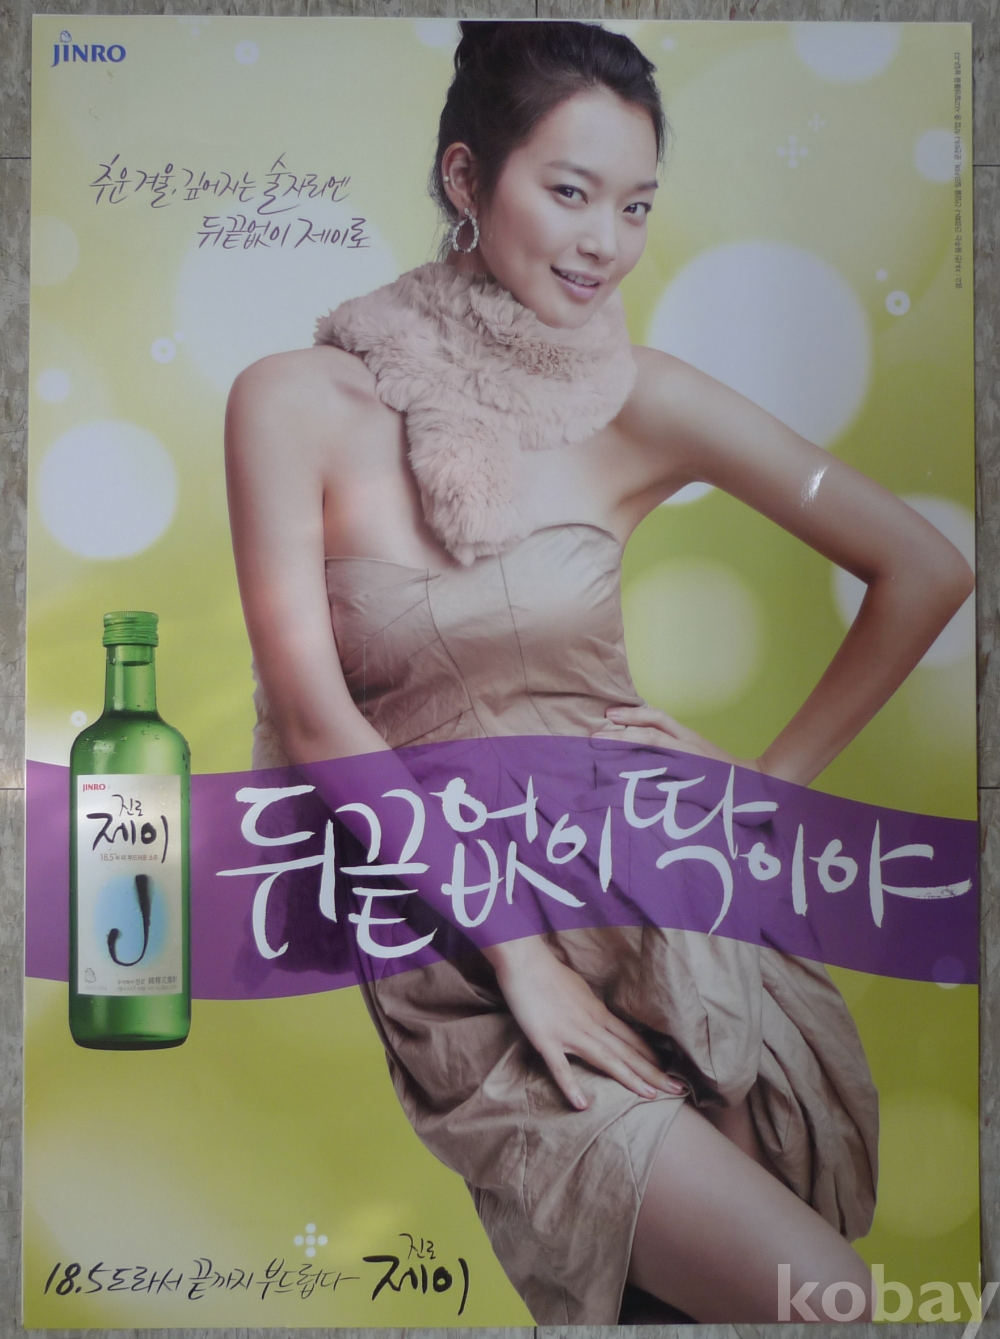 JINRO
추운 겨울, 깊어지는 술자리엔
뒤끝없이 제이로
JINRO
진로
제이
18.5
J
뒤끝없이 딱이야
18.5도라서 끝까지 부드럽다
진로
제이
kobay